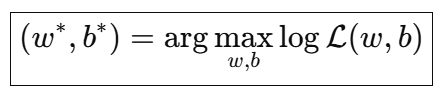 (w*, b*) = arg max log ℒ(w, b)
w,b